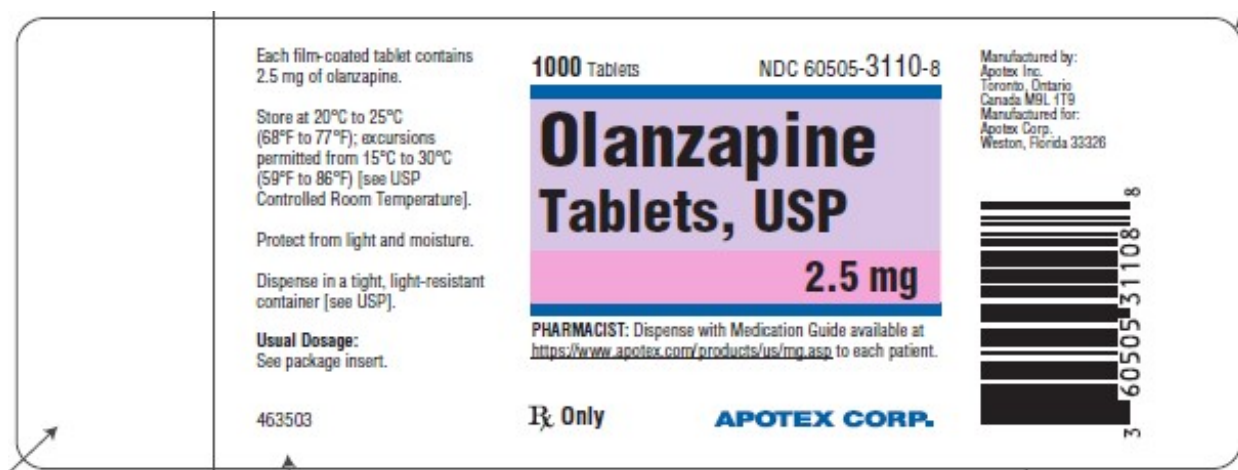 Each film-coated tablet contains
2.5 mg of olanzapine.
Store at 20°C to 25°C
(68°F to 77°F); excursions
permitted from 15°C to 30°C
(59°F to 86°F) [see USP
Controlled Room Temperature].
Protect from light and moisture.
Dispense in a tight, light-resistant
container [see USP].
Usual Dosage:
See package insert.
463503
1000 Tablets NDC 60505-3110-8
Olanzapine
Tablets, USP
2.5 mg
PHARMACIST: Dispense with Medication Guide available at
https://www.apotex.com/products/us/mg.asp to each patient.
Rx Only APOTEX CORP.
Manufactured by:
Apotex Inc.
Toronto, Ontario
Canada M9L 1T9
Manufactured for:
Apotex Corp.
Weston, Florida 33326
3 60505 31108 8